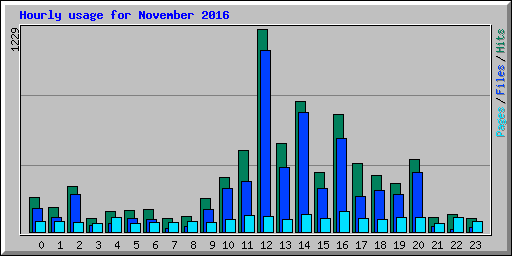 Hourly usage for November 2016
1229
Pages / Files / Hits
0 1 2 3 4 5 6 7 8 9 10 11 12 13 14 15 16 17 18 19 20 21 22 23